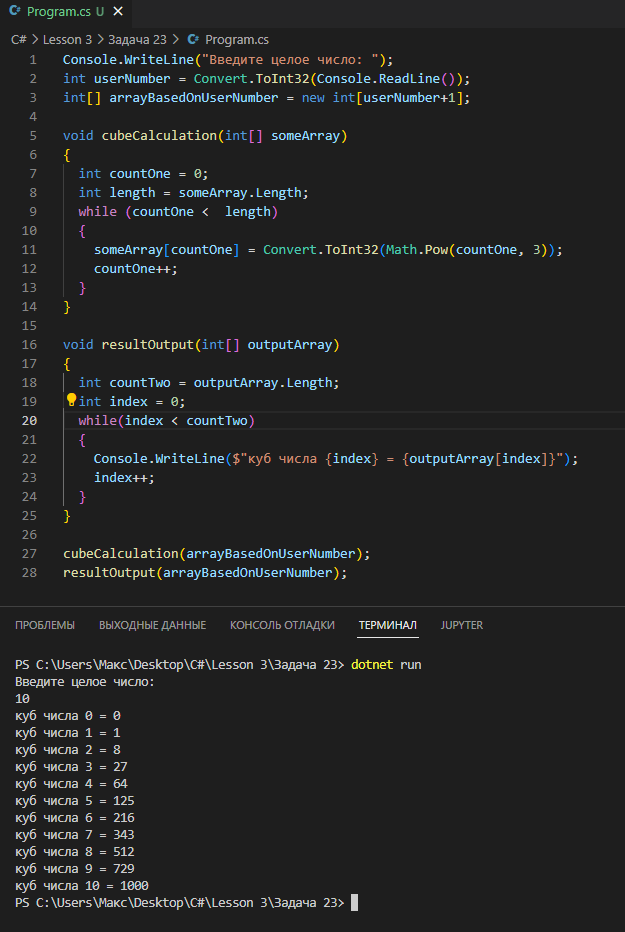 Program.cs U ×
C# > Lesson 3 > Задача 23 > Program.cs
1 Console.WriteLine("Введите целое число: ");
2 int userNumber = Convert.ToInt32(Console.ReadLine());
3 int[] arrayBasedOnUserNumber = new int[userNumber+1];
4
5 void cubeCalculation(int[] someArray)
6 {
7 int countOne = 0;
8 int length = someArray.Length;
9 while (countOne <  length)
10 {
11 someArray[countOne] = Convert.ToInt32(Math.Pow(countOne, 3));
12 countOne++;
13 }
14 }
15
16 void resultOutput(int[] outputArray)
17 {
18 int countTwo = outputArray.Length;
19 int index = 0;
20 while(index < countTwo)
21 {
22 Console.WriteLine($"куб числа {index} = {outputArray[index]}");
23 index++;
24 }
25 }
26
27 cubeCalculation(arrayBasedOnUserNumber);
28 resultOutput(arrayBasedOnUserNumber);
ПРОБЛЕМЫ ВЫХОДНЫЕ ДАННЫЕ КОНСОЛЬ ОТЛАДКИ ТЕРМИНАЛ JUPYTER
PS C:\Users\Макс\Desktop\C#\Lesson 3\Задача 23> dotnet run
Введите целое число:
10
куб числа 0 = 0
куб числа 1 = 1
куб числа 2 = 8
куб числа 3 = 27
куб числа 4 = 64
куб числа 5 = 125
куб числа 6 = 216
куб числа 7 = 343
куб числа 8 = 512
куб числа 9 = 729
куб числа 10 = 1000
PS C:\Users\Макс\Desktop\C#\Lesson 3\Задача 23>